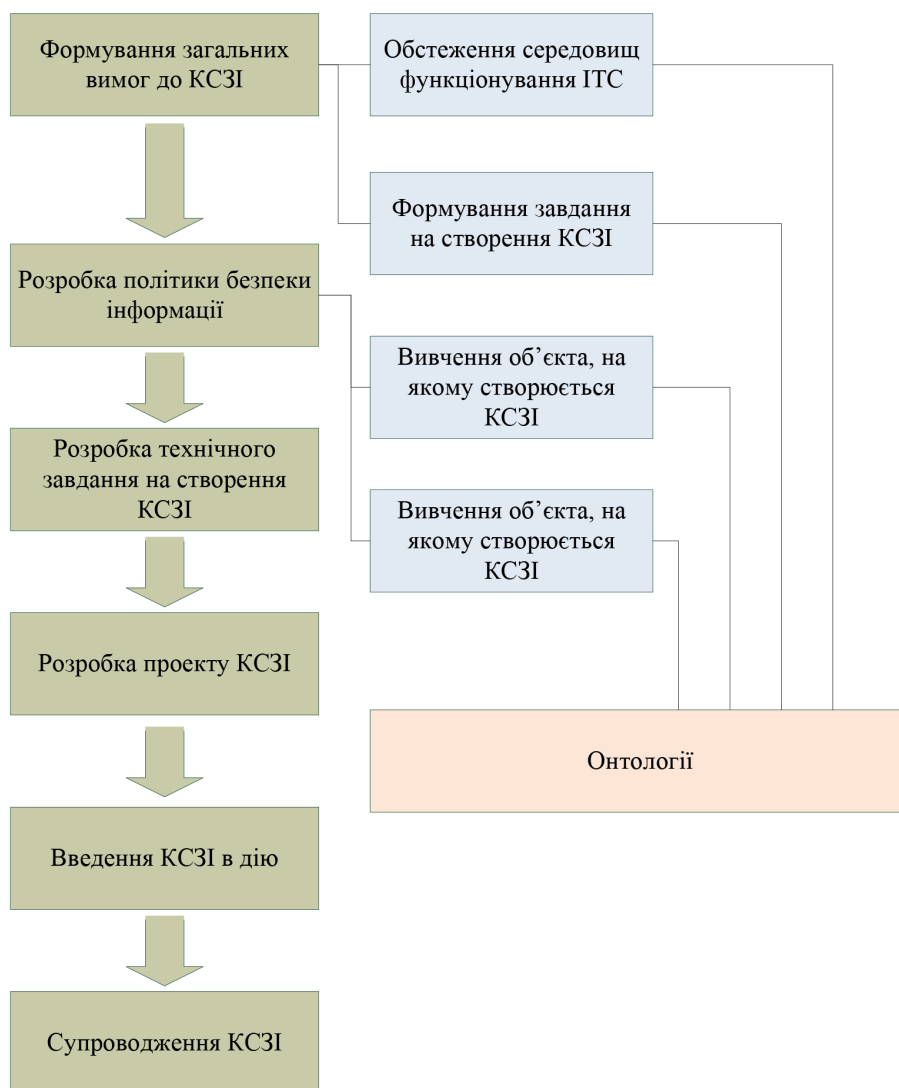 Формування загальних
вимог до КСЗІ
Обстеження середовищ
функціонування ІТС
Формування завдання
на створення КСЗІ
Розробка політики безпеки
інформації
Вивчення об’єкта, на
якому створюється
КСЗІ
Розробка технічного
завдання на створення
КСЗІ
Вивчення об’єкта, на
якому створюється
КСЗІ
Розробка проекту КСЗІ
Онтології
Введення КСЗІ в дію
Супроводження КСЗІ